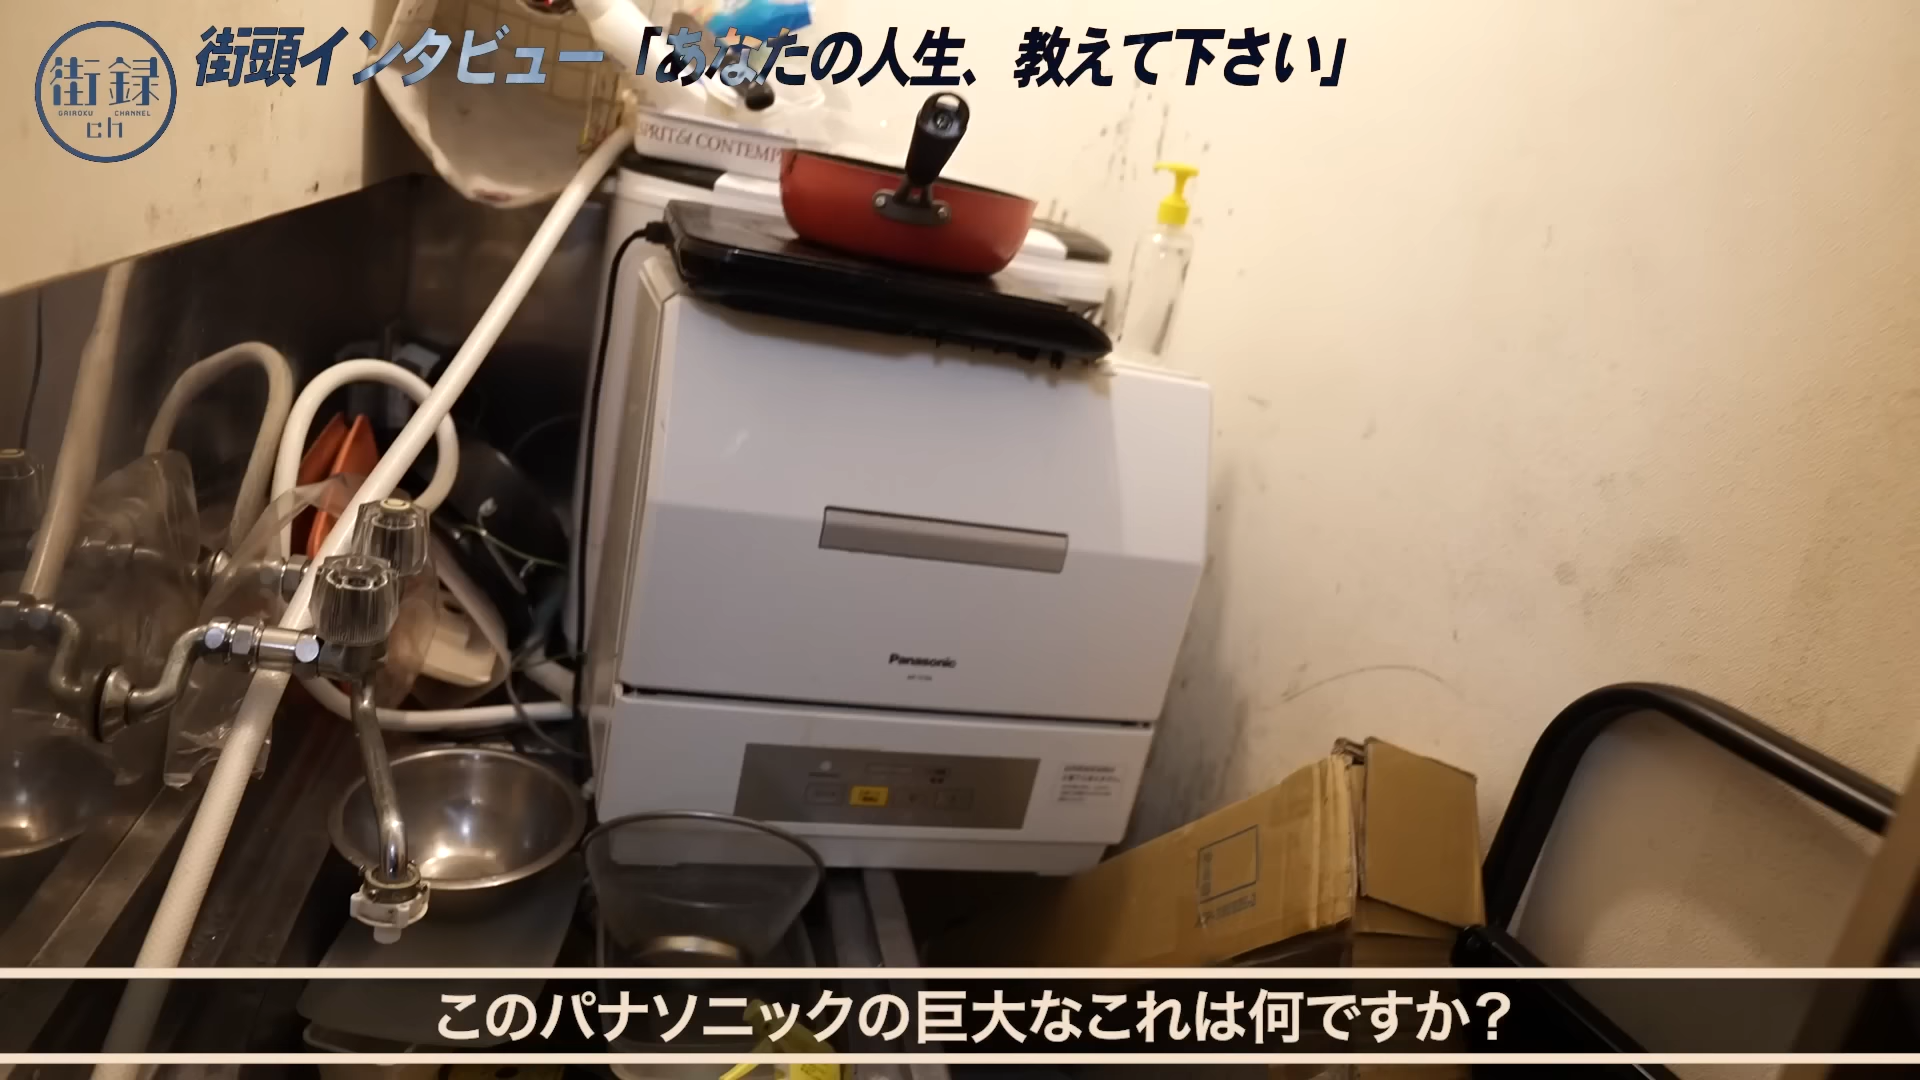 街録
GAIROKU CHANNEL
ch
街頭インタビュー「あなたの人生、教えて下さい」
SPRIT& CONTEMP
Panasonic
このパナソニックの巨大なこれは何ですか?